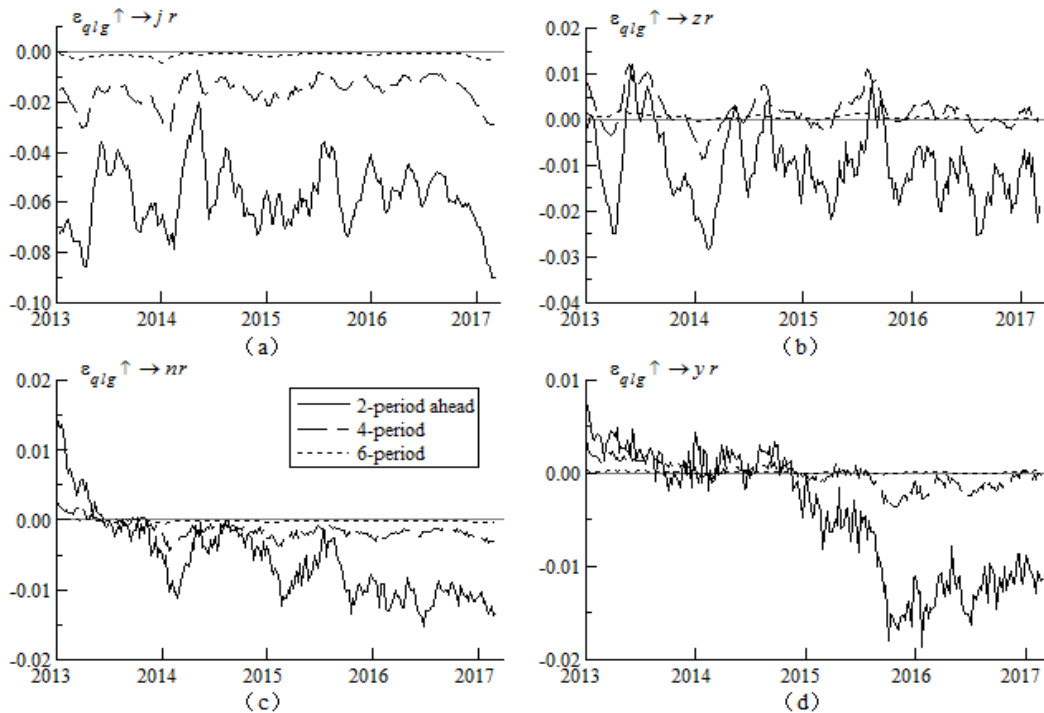 ε_qlg ↑ → jr
0.00
-0.02
-0.04
-0.06
-0.08
-0.10
2013 2014 2015 2016 2017
(a)
ε_qlg ↑ → zr
0.02
0.01
0.00
-0.01
-0.02
-0.03
-0.04
2013 2014 2015 2016 2017
(b)
ε_qlg ↑ → nr
0.02
0.01
0.00
-0.01
-0.02
2-period ahead
4-period
6-period
2013 2014 2015 2016 2017
(c)
ε_qlg ↑ → yr
0.01
0.00
-0.01
-0.02
2013 2014 2015 2016 2017
(d)